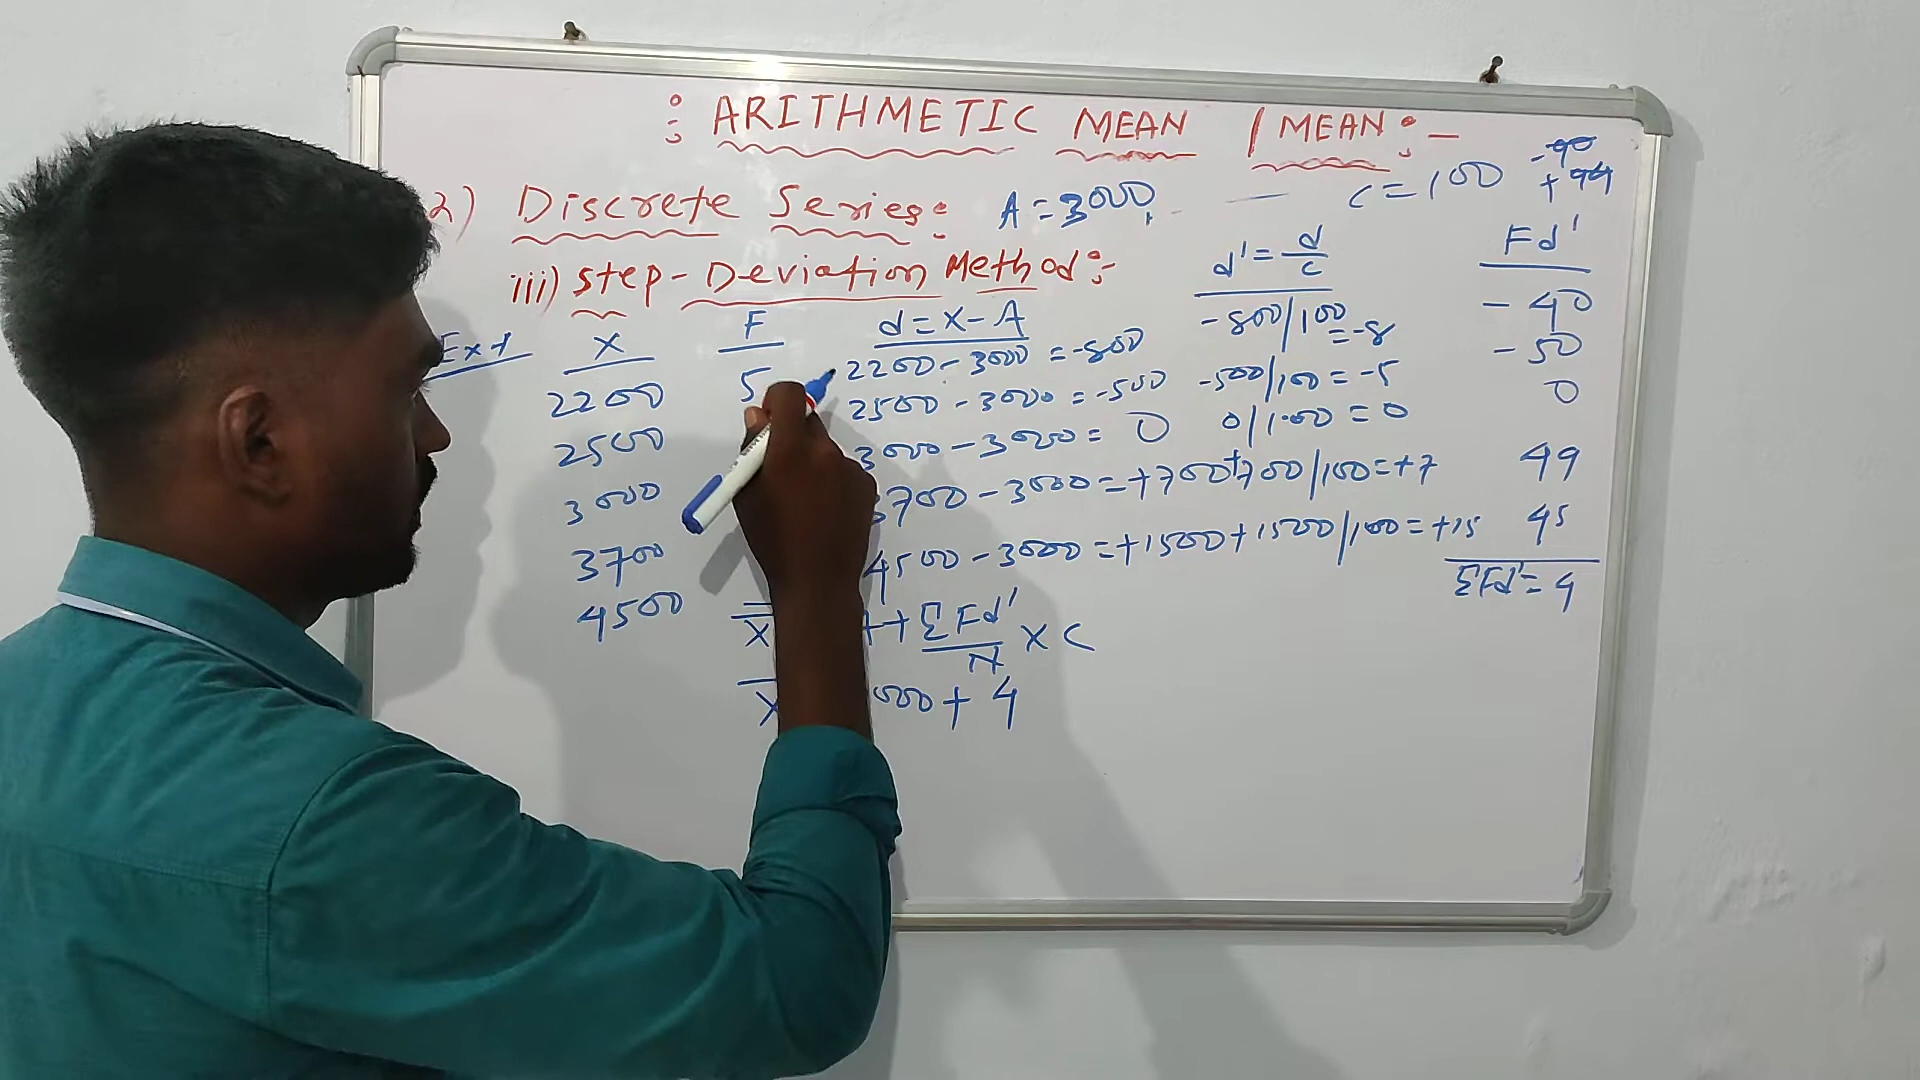 : ARITHMETIC MEAN / MEAN :-
-90
+94
2) Discrete Series: A = 3000, — C = 100
iii) Step-Deviation Method:-
Ex-1 X F d = X - A d' = d/C Fd'
2200 5 2200 - 3000 = -800 -800/100 = -8 - 40
2500 2500 - 3000 = -500 -500/100 = -5 - 50
3000 3000 - 3000 = 0 0/100 = 0 0
3700 3700 - 3000 = +700 +700/100 = +7 49
4500 4500 - 3000 = +1500 +1500/100 = +15 45
ΣFd' = 4
X̄ + ΣFd'/N × C
X̄ 000 + 4